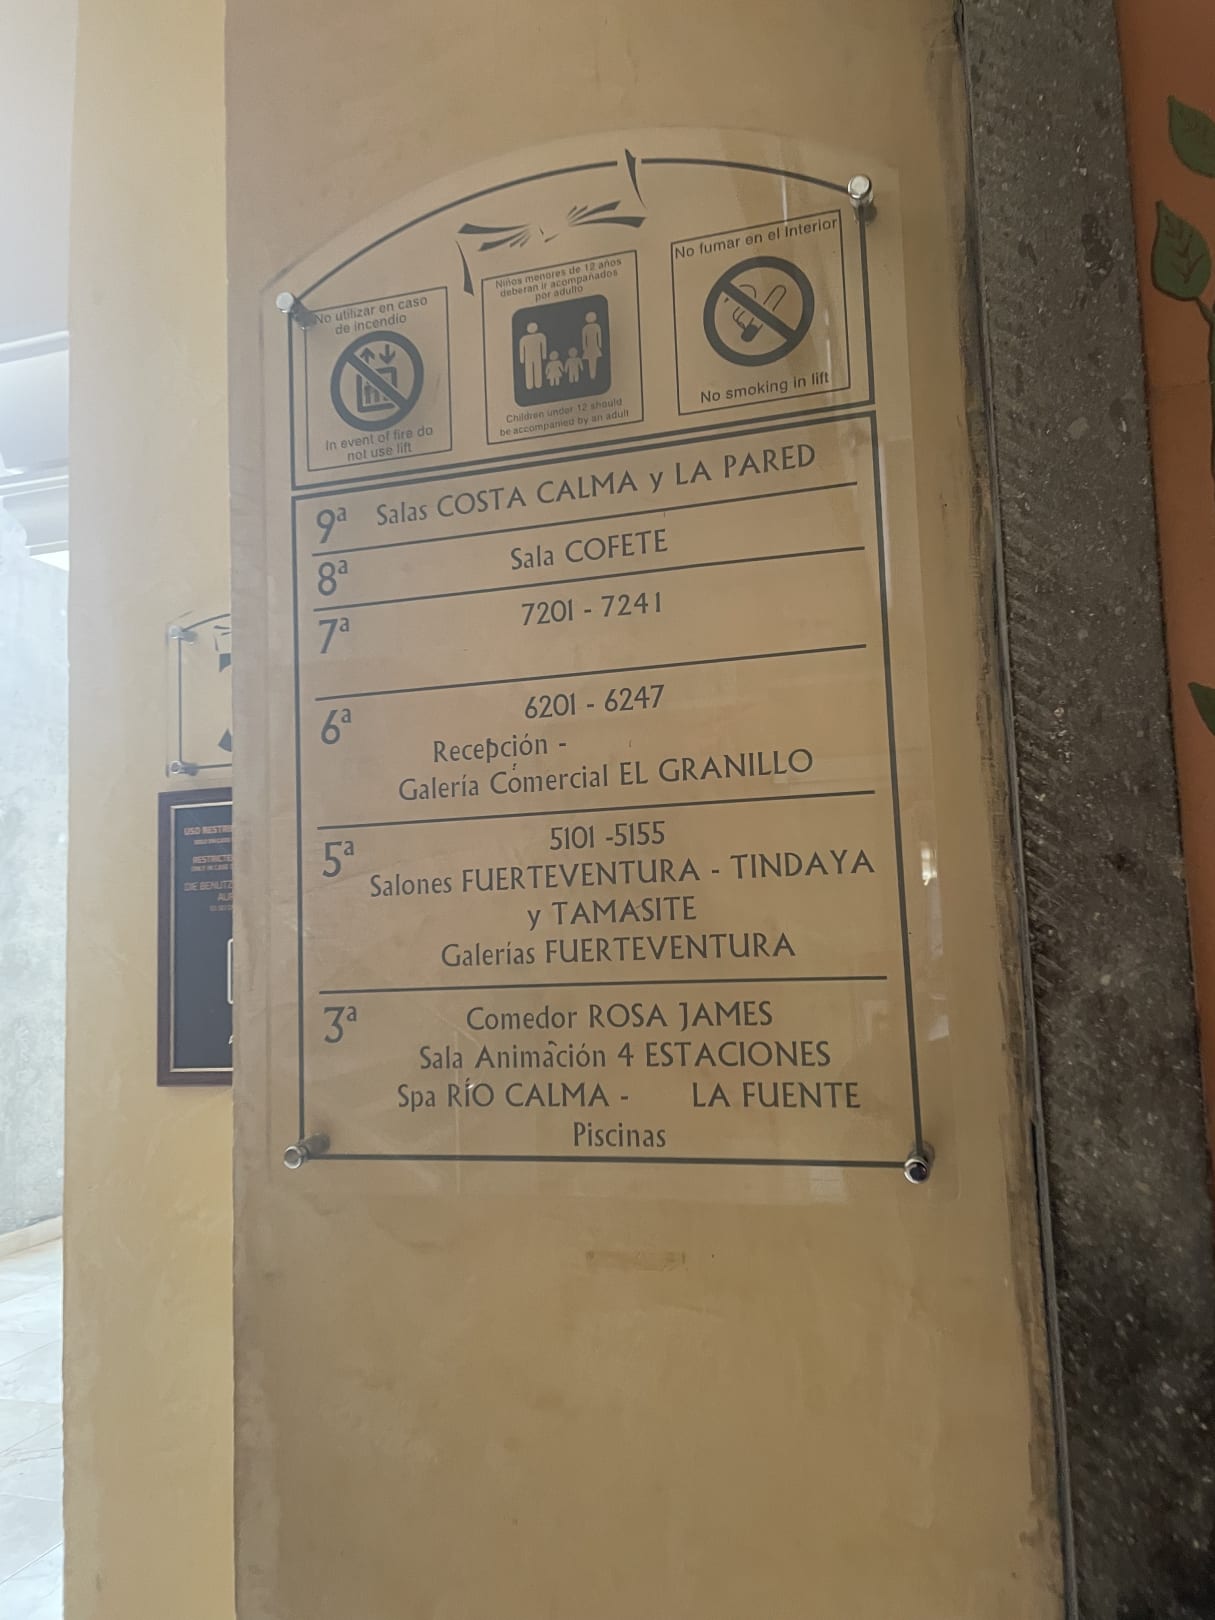 No utilizar en caso
de incendio
In event of fire do
not use lift
Niños menores de 12 años
deberan ir acompañados
por adulto
Children under 12 should
be accompanied by an adult
No fumar en el Interior
No smoking in lift
9ª Salas COSTA CALMA y LA PARED
8ª Sala COFETE
7ª 7201 - 7241
6ª 6201 - 6247
Recepción -
Galería Comercial EL GRANILLO
5ª 5101 -5155
Salones FUERTEVENTURA - TINDAYA
y TAMASITE
Galerías FUERTEVENTURA
3ª Comedor ROSA JAMES
Sala Animación 4 ESTACIONES
Spa RÍO CALMA - LA FUENTE
Piscinas
USO